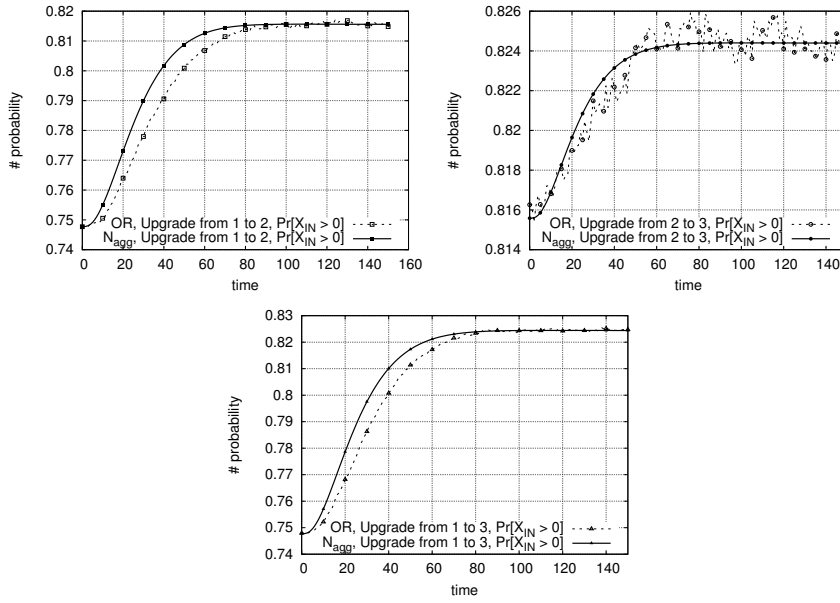 0.82
0.81
0.8
0.79
0.78
0.77
0.76
0.75
0.74
# probability
OR, Upgrade from 1 to 2, Pr[X_IN > 0]
N_agg, Upgrade from 1 to 2, Pr[X_IN > 0]
0 20 40 60 80 100 120 140 160
time
0.826
0.824
0.822
0.82
0.818
0.816
0.814
# probability
OR, Upgrade from 2 to 3, Pr[X_IN > 0]
N_agg, Upgrade from 2 to 3, Pr[X_IN > 0]
0 20 40 60 80 100 120 140
time
0.83
0.82
0.81
0.8
0.79
0.78
0.77
0.76
0.75
0.74
# probability
OR, Upgrade from 1 to 3, Pr[X_IN > 0]
N_agg, Upgrade from 1 to 3, Pr[X_IN > 0]
0 20 40 60 80 100 120 140
time